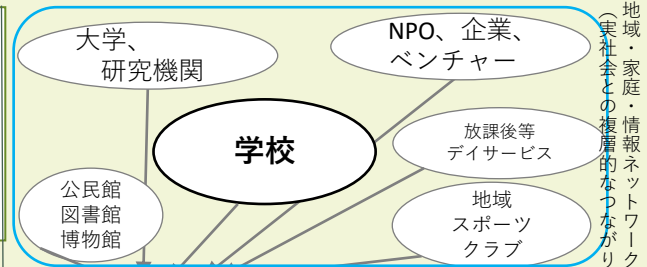 大学、
研究機関
NPO、企業、
ベンチャー
学校
放課後等
デイサービス
公民館
図書館
博物館
地域
スポーツ
クラブ
地域・家庭・情報ネットワーク
（実社会との複層的なつながり